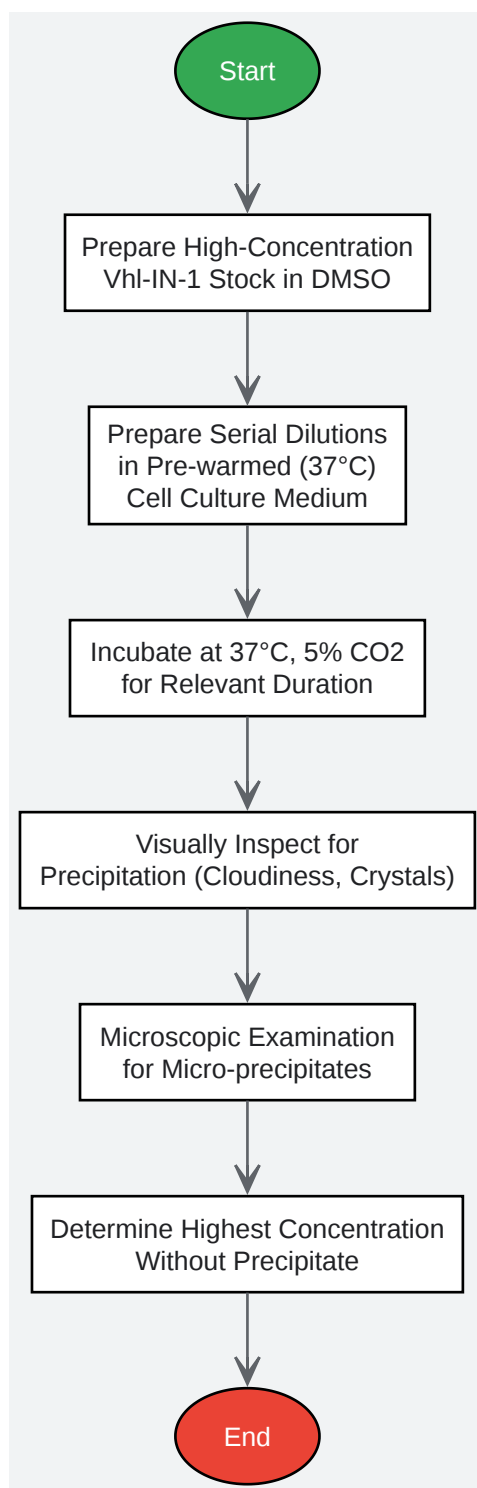 Start
Prepare High-Concentration
Vhl-IN-1 Stock in DMSO
Prepare Serial Dilutions
in Pre-warmed (37°C)
Cell Culture Medium
Incubate at 37°C, 5% CO2
for Relevant Duration
Visually Inspect for
Precipitation (Cloudiness, Crystals)
Microscopic Examination
for Micro-precipitates
Determine Highest Concentration
Without Precipitate
End